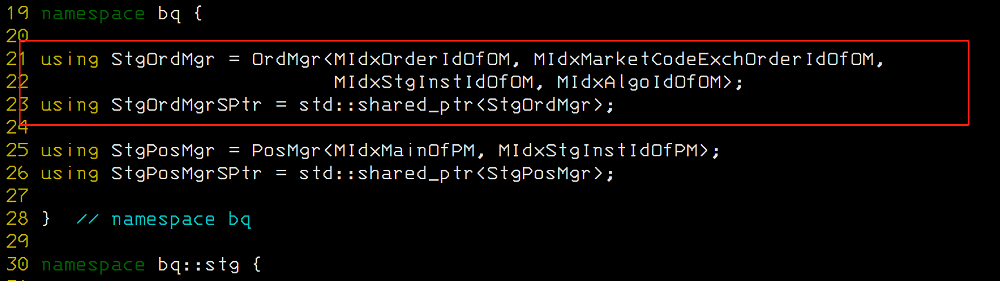 19 namespace bq {
20
21 using StgOrdMgr = OrdMgr<MIdxOrderIdOfOM, MIdxMarketCodeExchOrderIdOfOM,
22                          MIdxStgInstIdOfOM, MIdxAlgoIdOfOM>;
23 using StgOrdMgrSPtr = std::shared_ptr<StgOrdMgr>;
24
25 using StgPosMgr = PosMgr<MIdxMainOfPM, MIdxStgInstIdOfPM>;
26 using StgPosMgrSPtr = std::shared_ptr<StgPosMgr>;
27
28 }  // namespace bq
29
30 namespace bq::stg {